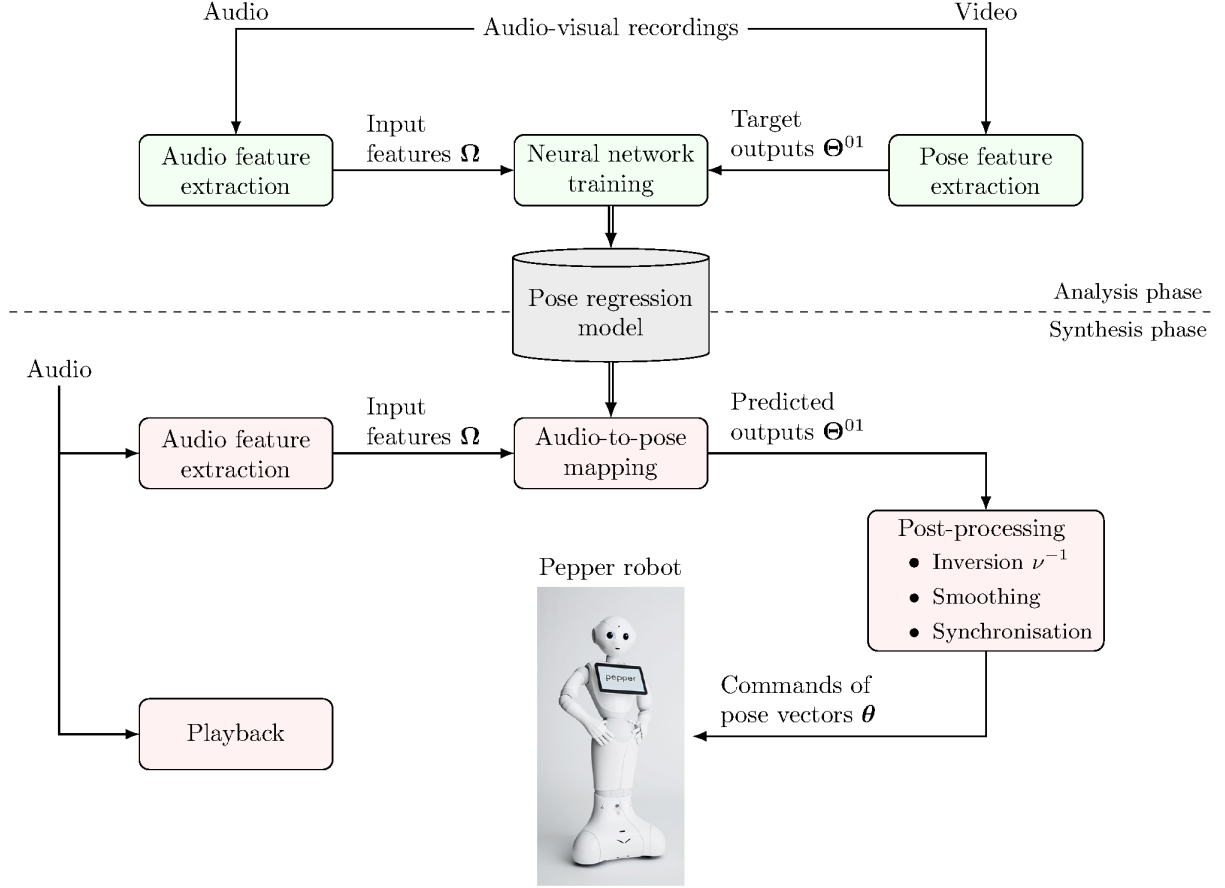 Audio
Video
Audio-visual recordings
Input
features Ω
Target
outputs Θ⁰¹
Audio feature
extraction
Neural network
training
Pose feature
extraction
Pose regression
model
Analysis phase
Synthesis phase
Audio
Input
features Ω
Predicted
outputs Θ⁰¹
Audio feature
extraction
Audio-to-pose
mapping
Post-processing
• Inversion ν⁻¹
• Smoothing
• Synchronisation
Pepper robot
pepper
Commands of
pose vectors θ
Playback